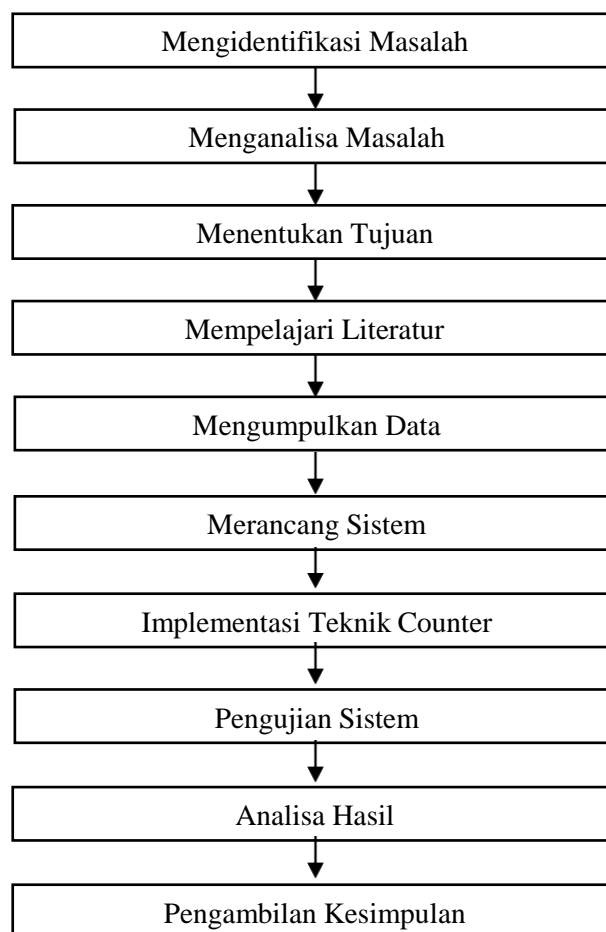 Mengidentifikasi Masalah
Menganalisa Masalah
Menentukan Tujuan
Mempelajari Literatur
Mengumpulkan Data
Merancang Sistem
Implementasi Teknik Counter
Pengujian Sistem
Analisa Hasil
Pengambilan Kesimpulan